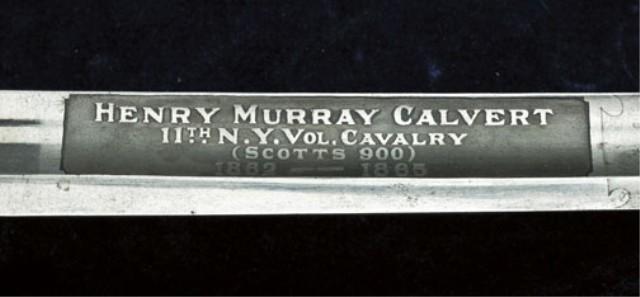 HENRY MURRAY CALVERT
11TH. N.Y. VOL. CAVALRY
(SCOTTS 900)
1862 — 1865